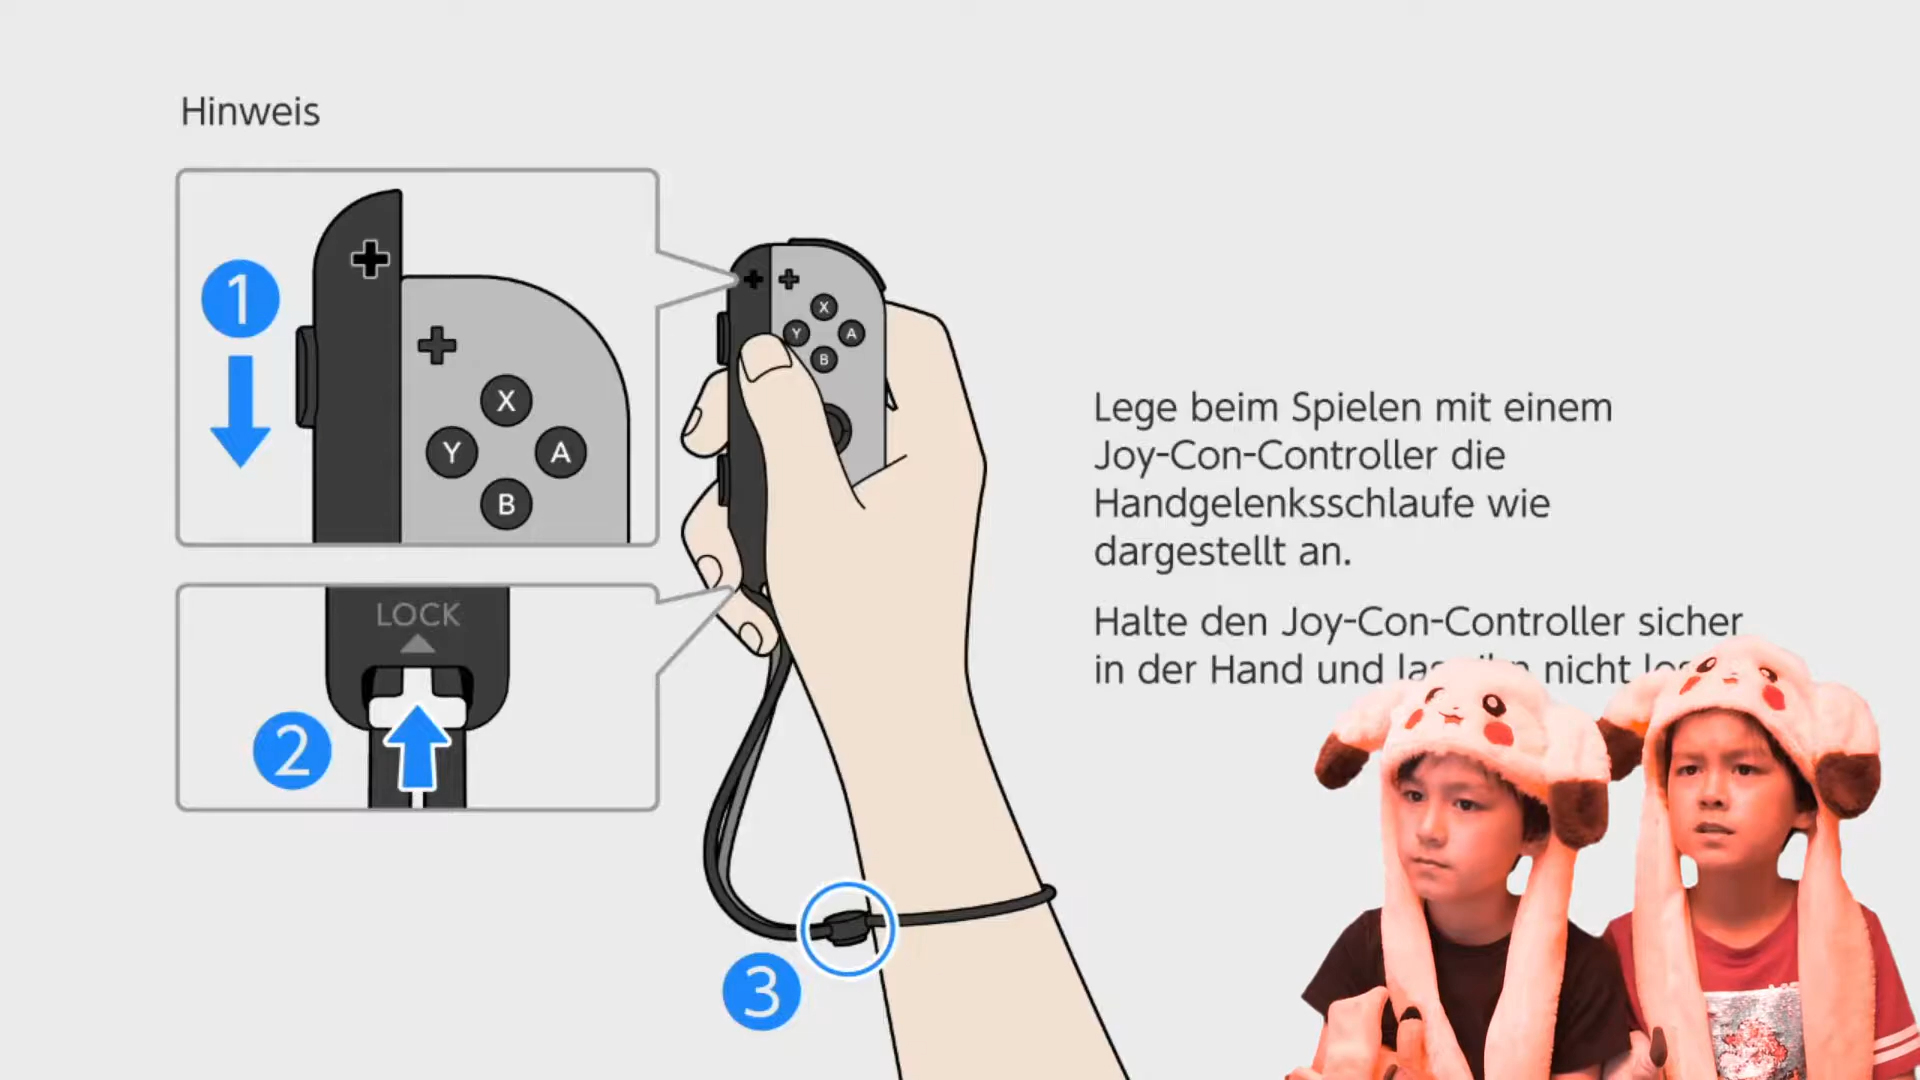 Hinweis
1
X
Y
A
B
X
Y
A
B
LOCK
2
3
Lege beim Spielen mit einem
Joy-Con-Controller die
Handgelenksschlaufe wie
dargestellt an.
Halte den Joy-Con-Controller sicher
in der Hand und nicht